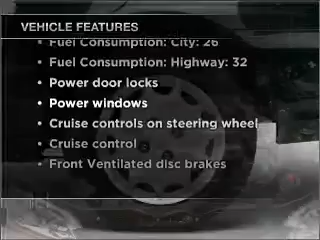 VEHICLE FEATURES
• Fuel Consumption: City: 26
• Fuel Consumption: Highway: 32
• Power door locks
• Power windows
• Cruise controls on steering wheel
• Cruise control
• Front Ventilated disc brakes